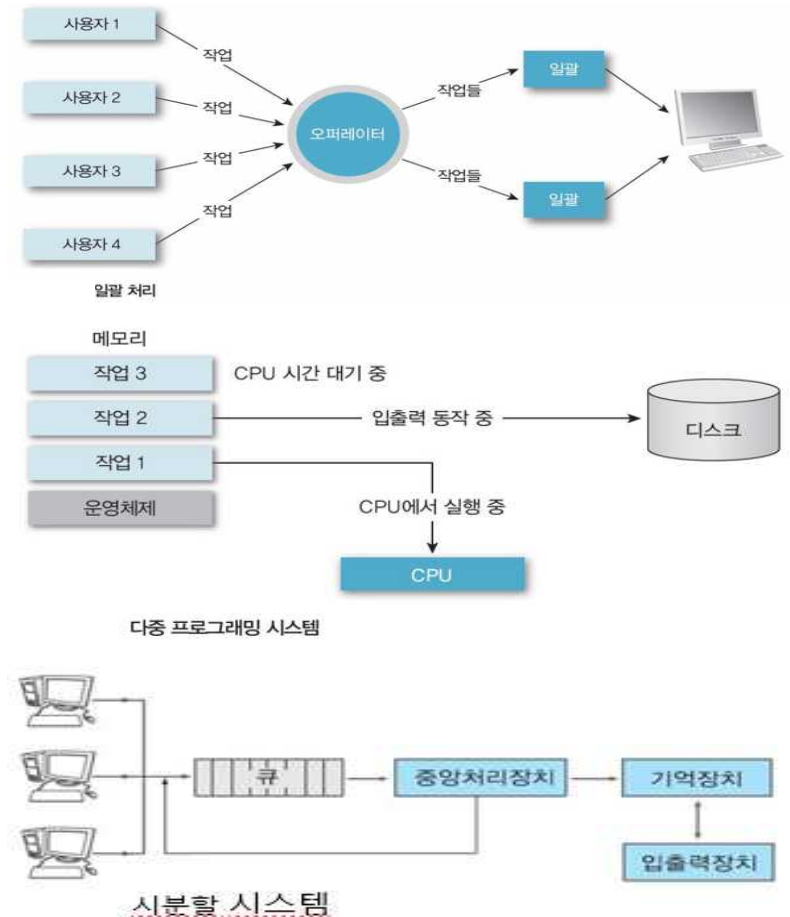 사용자 1
작업
사용자 2
작업
사용자 3
작업
사용자 4
작업
오퍼레이터
작업들
일괄
작업들
일괄
일괄 처리
메모리
작업 3 CPU 시간 대기 중
작업 2 입출력 동작 중 디스크
작업 1
운영체제 CPU에서 실행 중
CPU
다중 프로그래밍 시스템
큐 중앙처리장치 기억장치
입출력장치
시분할 시스템